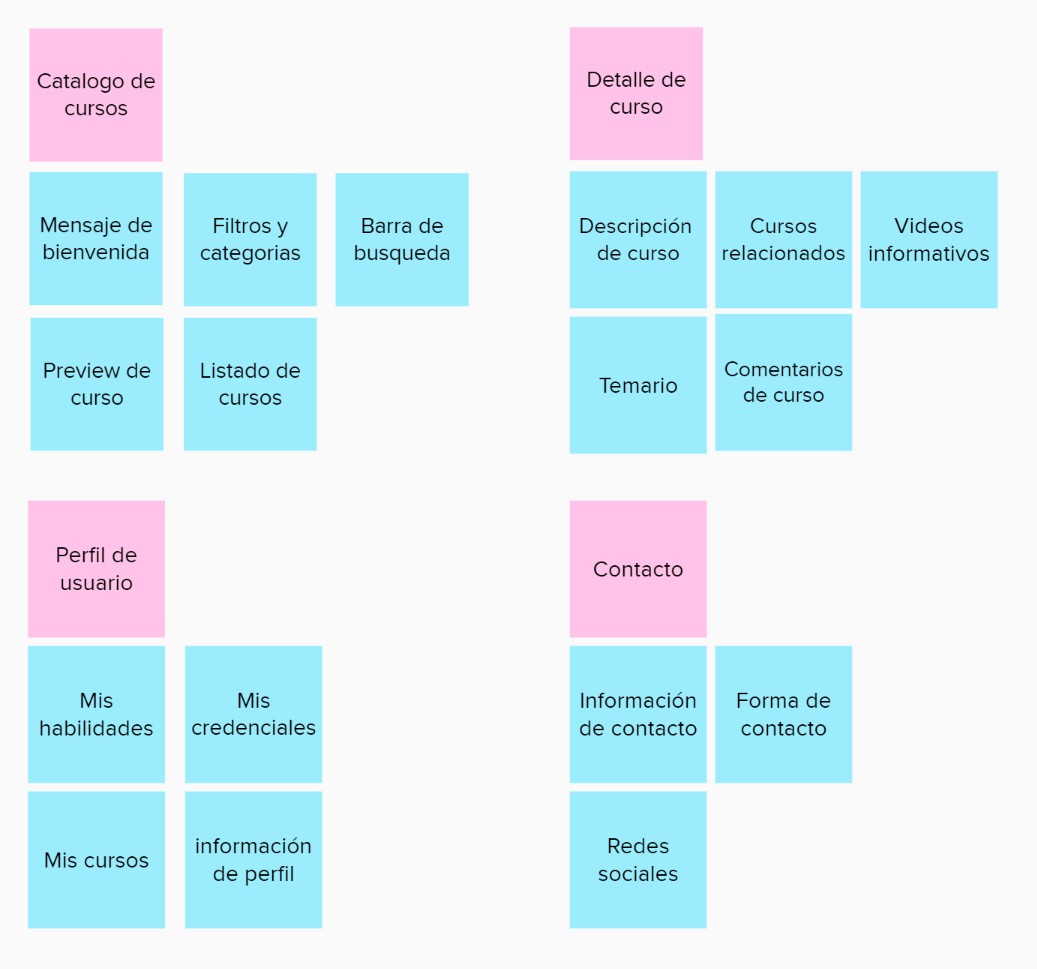 Catalogo de
cursos
Mensaje de
bienvenida
Filtros y
categorias
Barra de
busqueda
Preview de
curso
Listado de
cursos
Detalle de
curso
Descripción
de curso
Cursos
relacionados
Videos
informativos
Temario
Comentarios
de curso
Perfil de
usuario
Mis
habilidades
Mis
credenciales
Mis cursos
información
de perfil
Contacto
Información
de contacto
Forma de
contacto
Redes
sociales